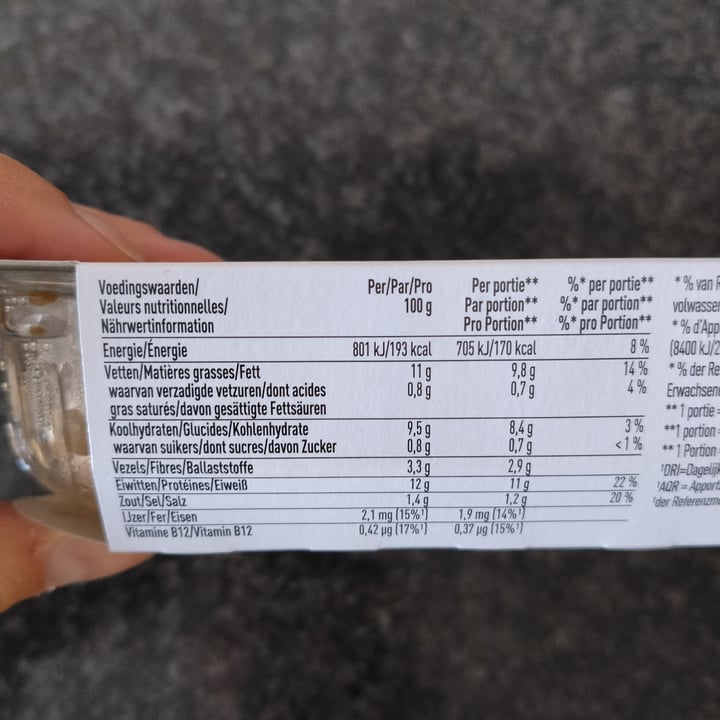 Voedingswaarden/ Per/Par/Pro Per portie** %* per portie** * % van
Valeurs nutritionnelles/ 100 g Par portion** %* par portion** volwasse
Nährwertinformation Pro Portion** %* pro Portion** * % d'App
Energie/Énergie 801 kJ/193 kcal 705 kJ/170 kcal 8 % (8400 kJ/2
Vetten/Matières grasses/Fett 11 g 9,8 g 14 % * % der Re
waarvan verzadigde vetzuren/dont acides 0,8 g 0,7 g 4 % Erwachsen
gras saturés/davon gesättigte Fettsäuren ** 1 portie =
Koolhydraten/Glucides/Kohlenhydrate 9,5 g 8,4 g 3 % **1 portion =
waarvan suikers/dont sucres/davon Zucker 0,8 g 0,7 g <1 % ** 1 Portion =
Vezels/Fibres/Ballaststoffe 3,3 g 2,9 g ¹DRI=Dagelijk
Eiwitten/Protéines/Eiweiß 12 g 11 g 22 % ¹AQR = Apport
Zout/Sel/Salz 1,4 g 1,2 g 20 % ¹der Referenzm
IJzer/Fer/Eisen 2,1 mg (15%¹) 1,9 mg (14%¹)
Vitamine B12/Vitamin B12 0,42 µg (17%¹) 0,37 µg (15%¹)